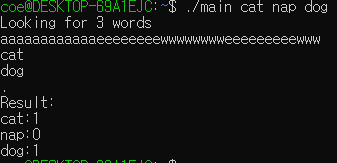 coe@DESKTOP-69A1EJC:~$ ./main cat nap dog
Looking for 3 words
aaaaaaaaaaaaeeeeeeeewwwwwwwweeeeeeeeewww
cat
dog
.
Result:
cat:1
nap:0
dog:1